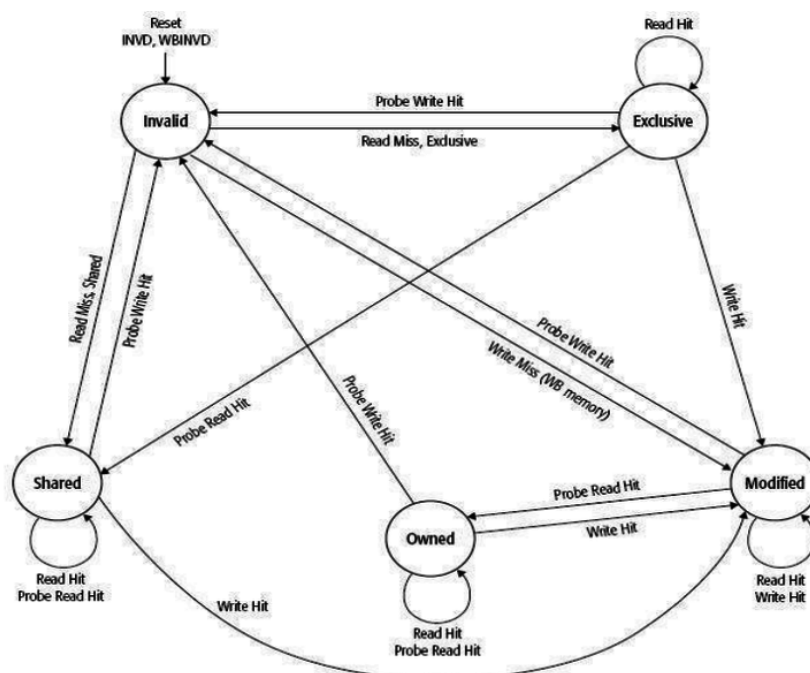 Reset
INVD, WBINVD
Read Hit
Invalid
Probe Write Hit
Exclusive
Read Miss, Exclusive
Read Miss, Shared
Probe Write Hit
Probe Write Hit
Write Miss (WB memory)
Write Hit
Probe Write Hit
Probe Read Hit
Shared
Probe Read Hit
Modified
Owned
Write Hit
Read Hit
Probe Read Hit
Write Hit
Read Hit
Probe Read Hit
Read Hit
Write Hit